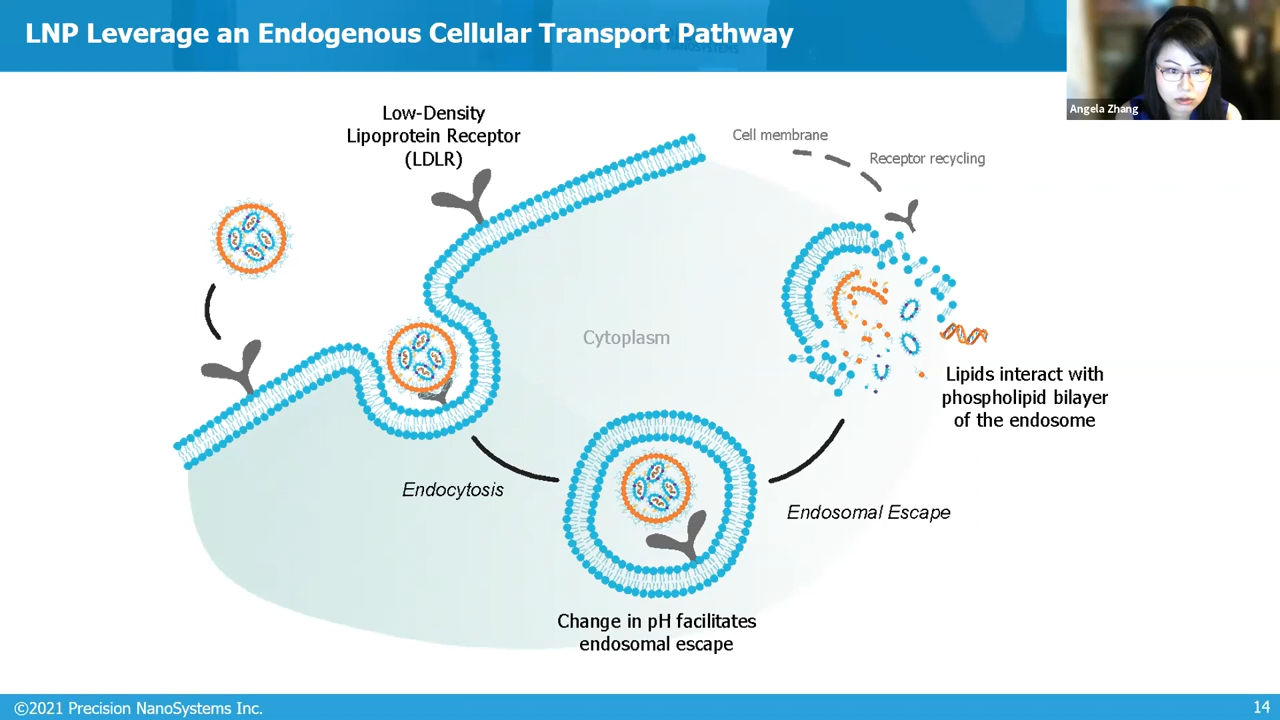 LNP Leverage an Endogenous Cellular Transport Pathway
Angela Zhang
Low-Density
Lipoprotein Receptor
(LDLR)
Cell membrane
Receptor recycling
Cytoplasm
Lipids interact with
phospholipid bilayer
of the endosome
Endocytosis
Endosomal Escape
Change in pH facilitates
endosomal escape
©2021 Precision NanoSystems Inc.
14